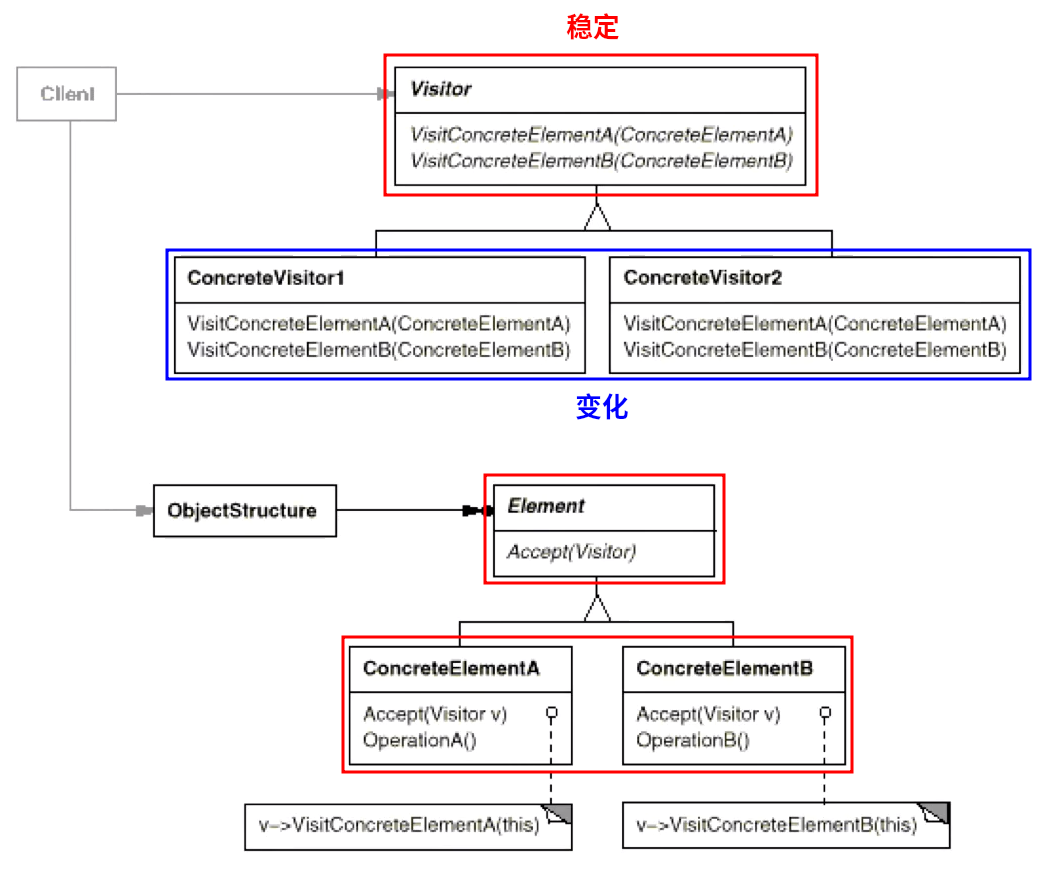 稳定
Client
Visitor
VisitConcreteElementA(ConcreteElementA)
VisitConcreteElementB(ConcreteElementB)
ConcreteVisitor1
VisitConcreteElementA(ConcreteElementA)
VisitConcreteElementB(ConcreteElementB)
ConcreteVisitor2
VisitConcreteElementA(ConcreteElementA)
VisitConcreteElementB(ConcreteElementB)
变化
ObjectStructure
Element
Accept(Visitor)
ConcreteElementA
Accept(Visitor v)
OperationA()
ConcreteElementB
Accept(Visitor v)
OperationB()
v->VisitConcreteElementA(this)
v->VisitConcreteElementB(this)